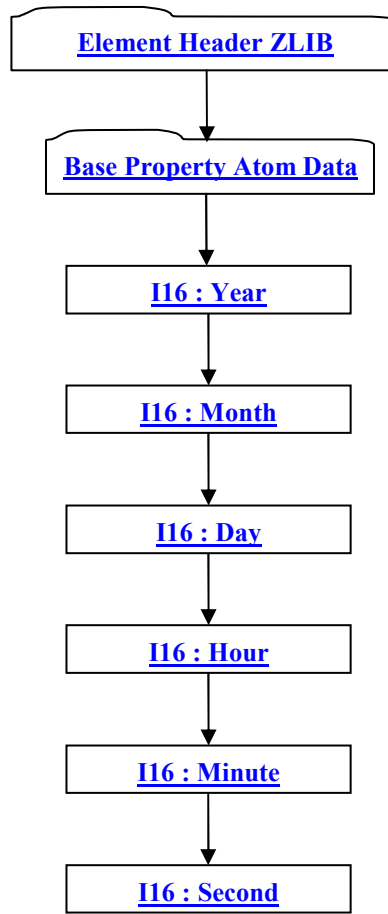 Element Header ZLIB
Base Property Atom Data
I16 : Year
I16 : Month
I16 : Day
I16 : Hour
I16 : Minute
I16 : Second